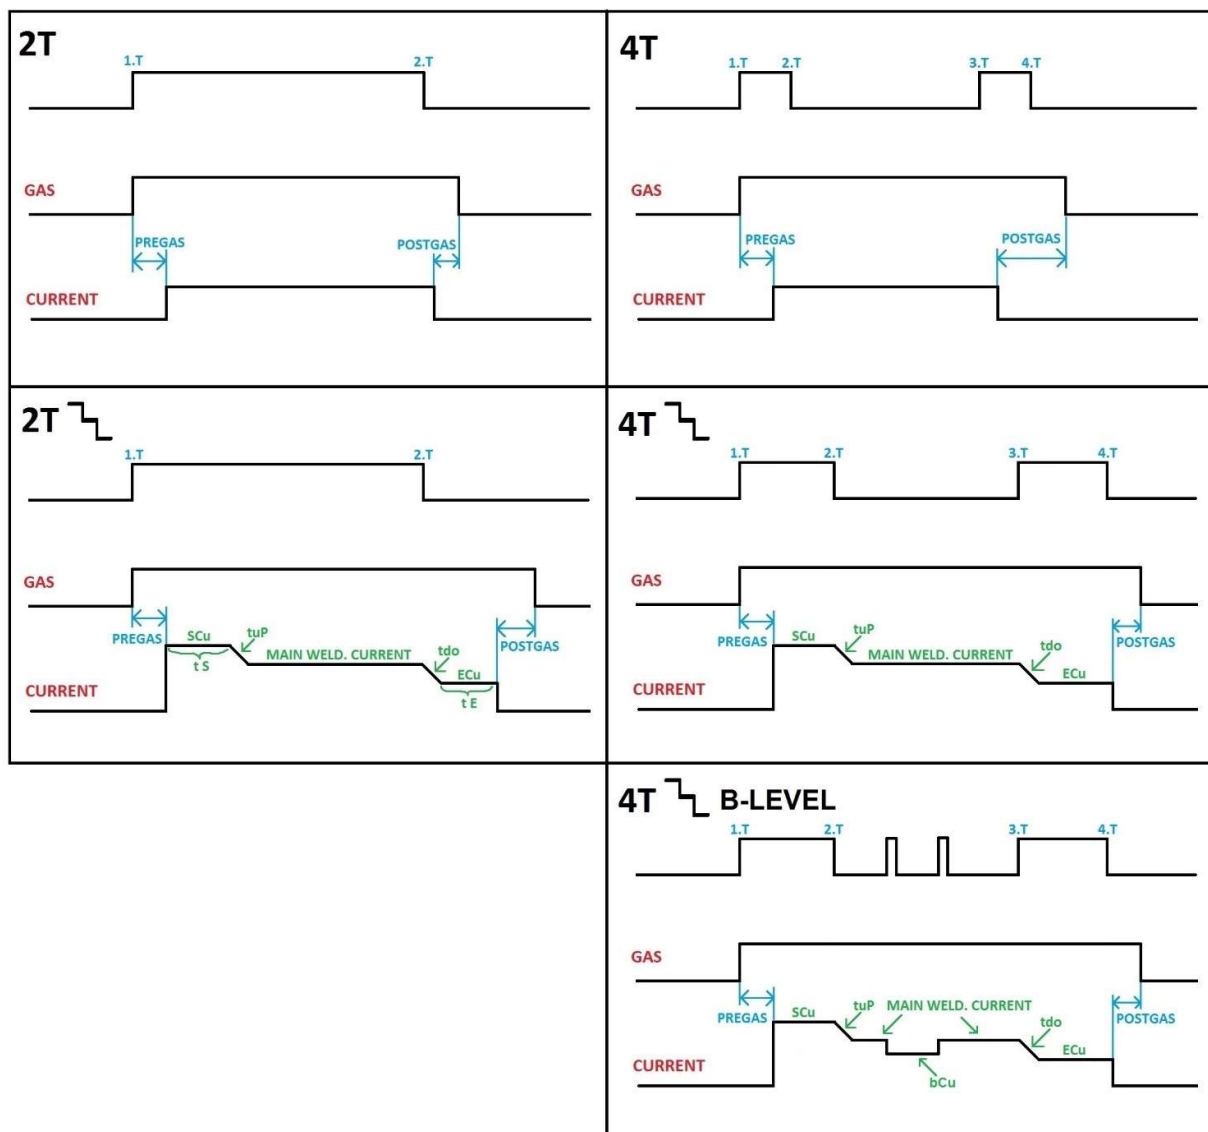 2T
1.T 2.T
GAS
PREGAS
POSTGAS
CURRENT
4T
1.T 2.T 3.T 4.T
GAS
PREGAS
POSTGAS
CURRENT
2T
1.T 2.T
GAS
PREGAS
SCu
tuP
t S
MAIN WELD. CURRENT
tdo
ECu
t E
POSTGAS
CURRENT
4T
1.T 2.T 3.T 4.T
GAS
PREGAS
SCu
tuP
MAIN WELD. CURRENT
tdo
ECu
POSTGAS
CURRENT
4T B-LEVEL
1.T 2.T 3.T 4.T
GAS
PREGAS
SCu
tuP
MAIN WELD. CURRENT
tdo
ECu
POSTGAS
CURRENT
bCu